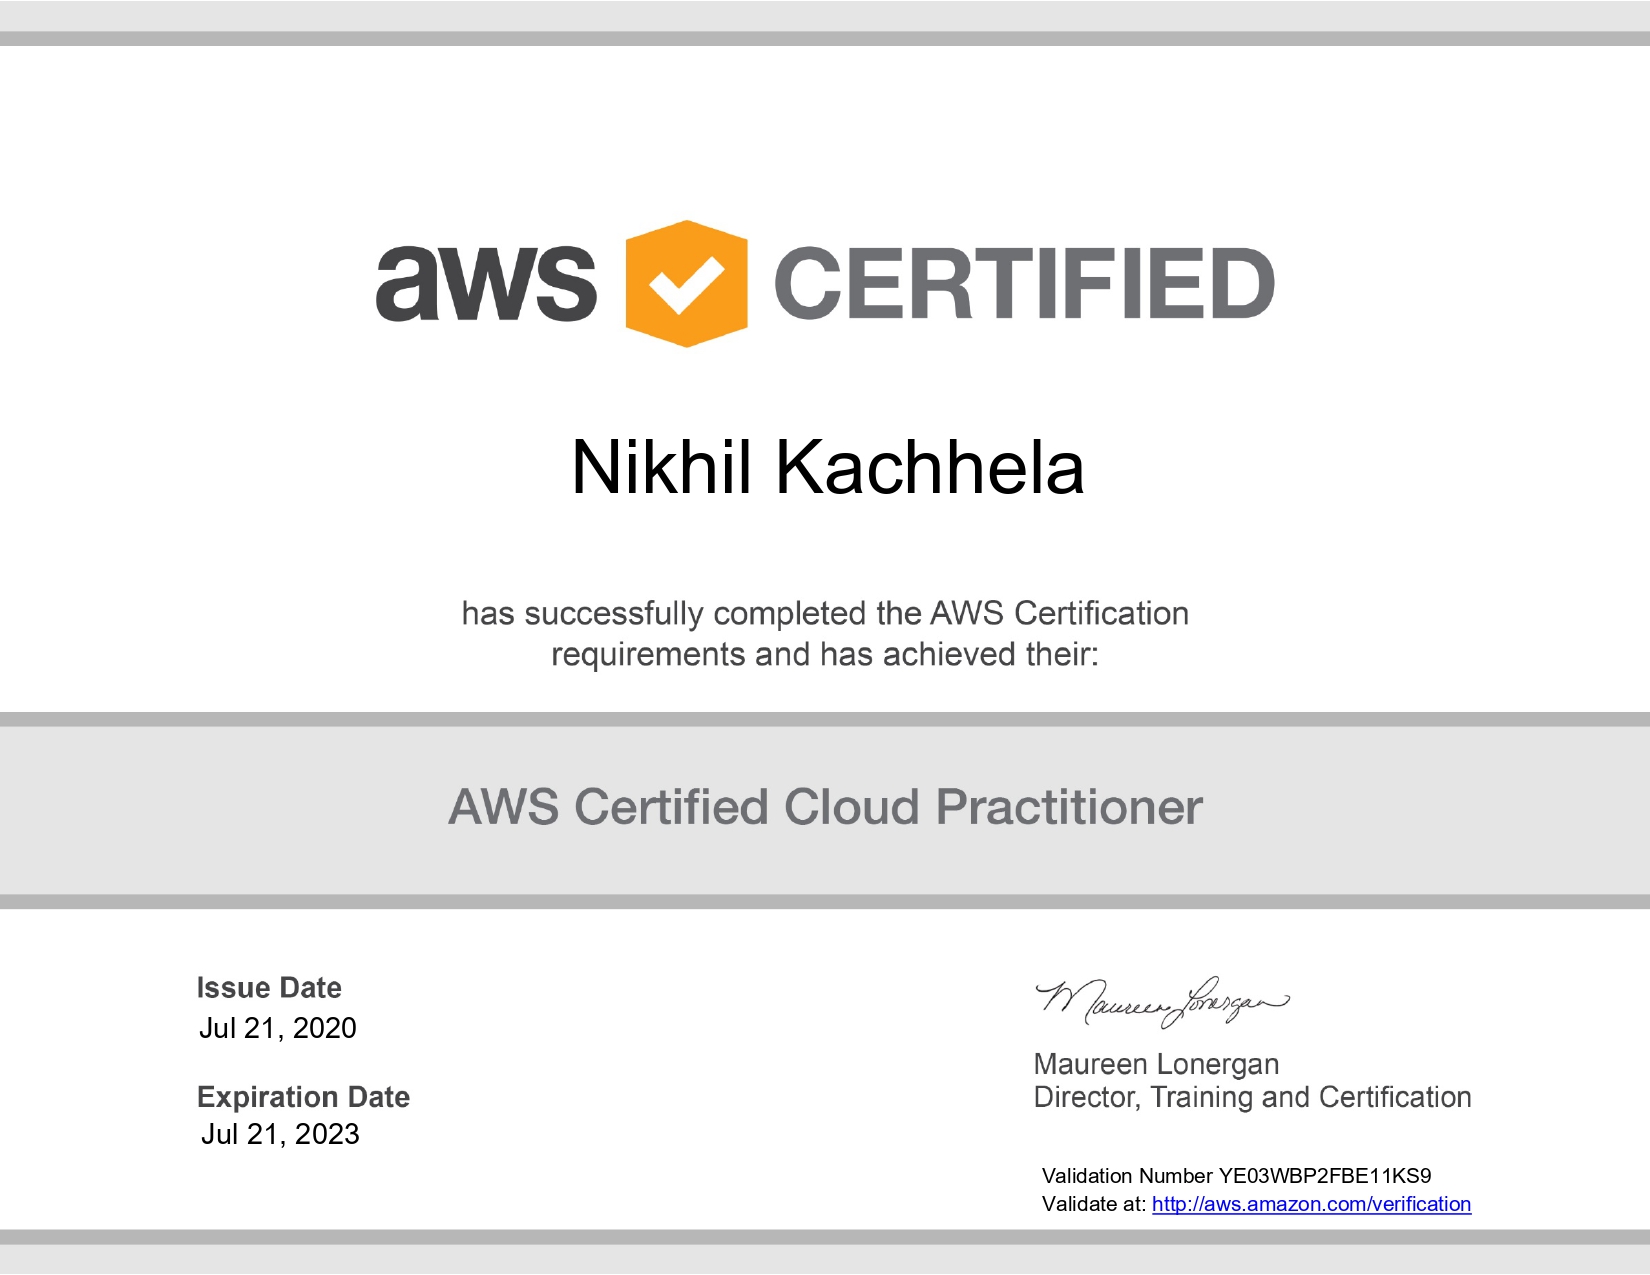 aws CERTIFIED
Nikhil Kachhela
has successfully completed the AWS Certification
requirements and has achieved their:
AWS Certified Cloud Practitioner
Issue Date
Jul 21, 2020
Expiration Date
Jul 21, 2023
Maureen Lonergan
Maureen Lonergan
Director, Training and Certification
Validation Number YE03WBP2FBE11KS9
Validate at: http://aws.amazon.com/verification